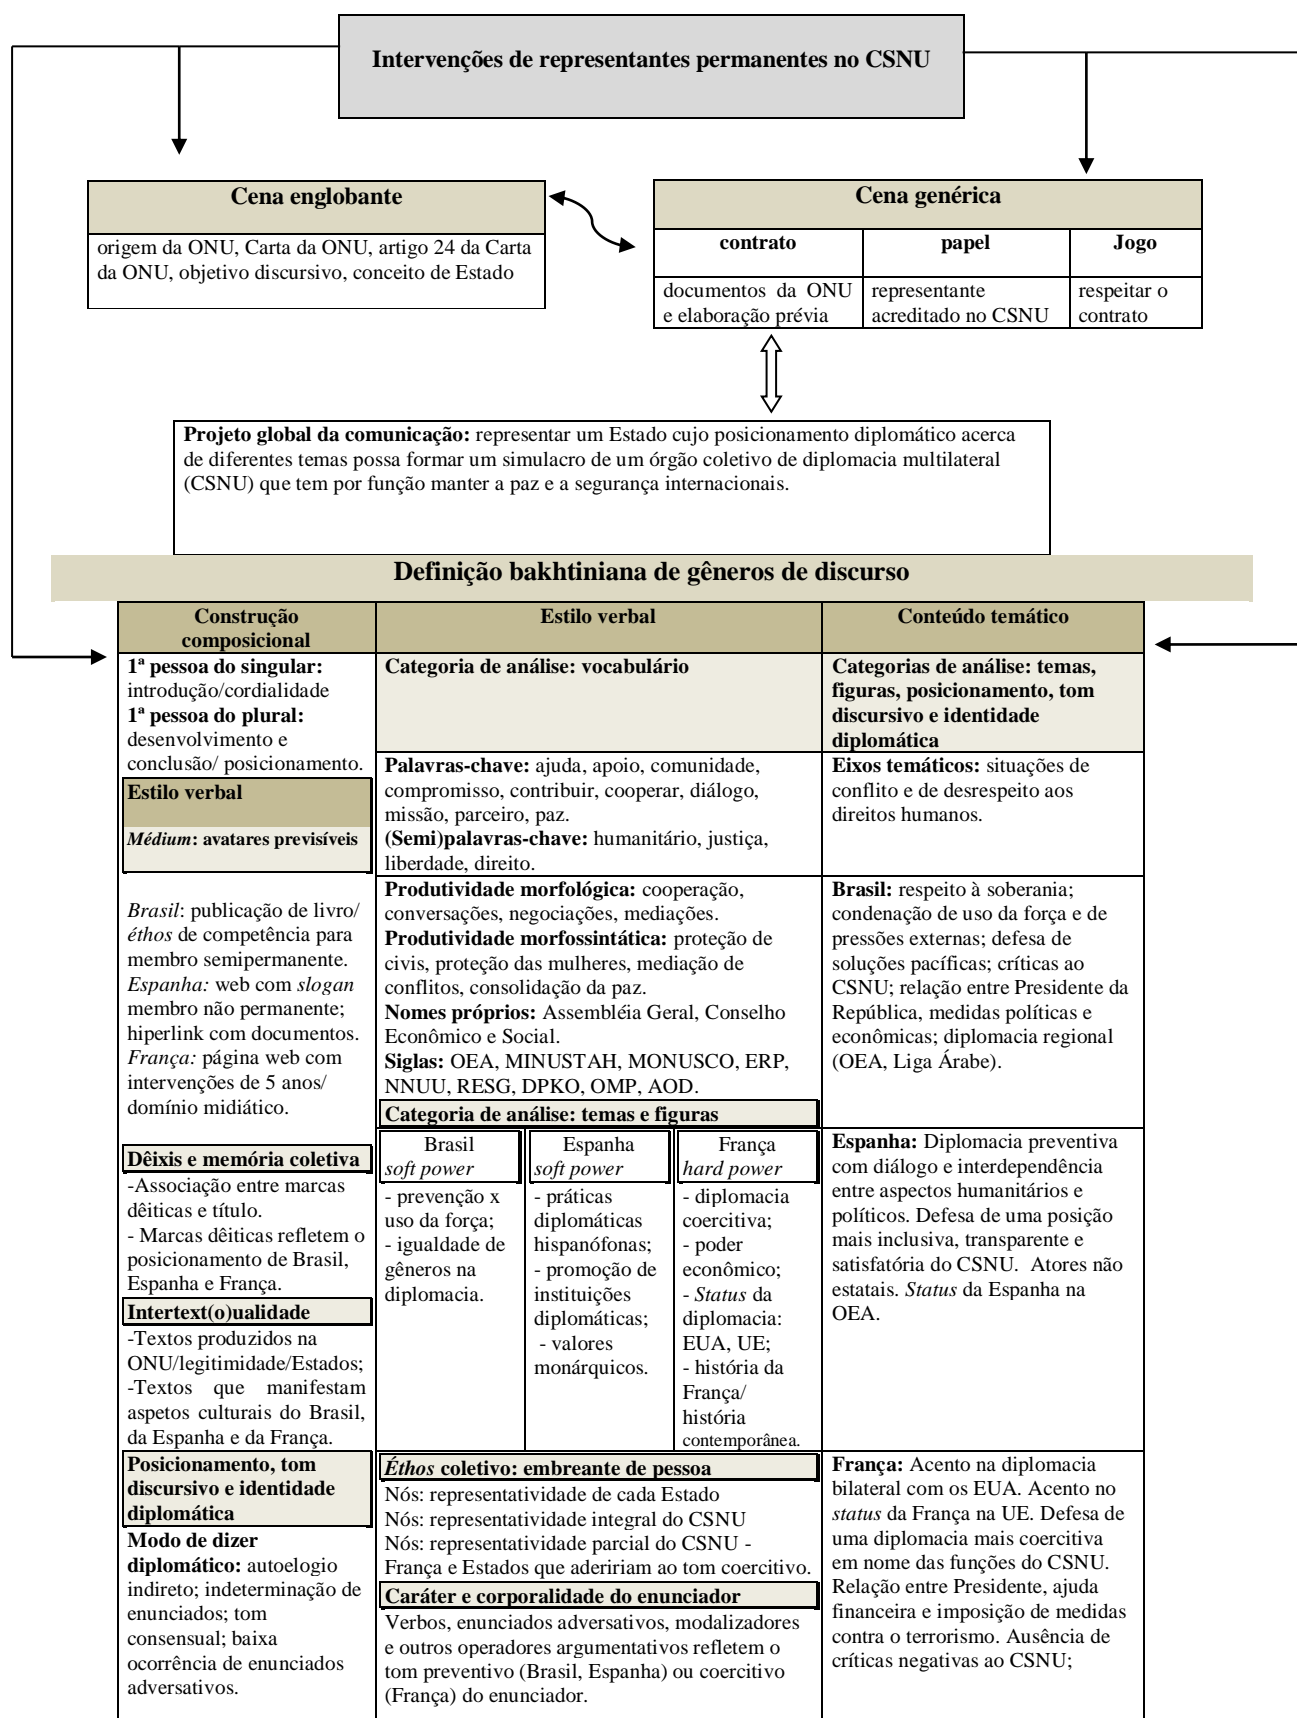 Intervenções de representantes permanentes no CSNU
Cena englobante
origem da ONU, Carta da ONU, artigo 24 da Carta
da ONU, objetivo discursivo, conceito de Estado
Cena genérica
contrato
papel
Jogo
documentos da ONU
e elaboração prévia
representante
acreditado no CSNU
respeitar o
contrato
Projeto global da comunicação: representar um Estado cujo posicionamento diplomático acerca
de diferentes temas possa formar um simulacro de um órgão coletivo de diplomacia multilateral
(CSNU) que tem por função manter a paz e a segurança internacionais.
Definição bakhtiniana de gêneros de discurso
Construção
composicional
1ª pessoa do singular:
introdução/cordialidade
1ª pessoa do plural:
desenvolvimento e
conclusão/ posicionamento.
Estilo verbal
Médium: avatares previsíveis
Brasil: publicação de livro/
éthos de competência para
membro semipermanente.
Espanha: web com slogan
membro não permanente;
hiperlink com documentos.
França: página web com
intervenções de 5 anos/
domínio midiático.
Dêixis e memória coletiva
-Associação entre marcas
dêiticas e título.
- Marcas dêiticas refletem o
posicionamento de Brasil,
Espanha e França.
Intertext(o)ualidade
-Textos produzidos na
ONU/legitimidade/Estados;
-Textos que manifestam
aspetos culturais do Brasil,
da Espanha e da França.
Posicionamento, tom
discursivo e identidade
diplomática
Modo de dizer
diplomático: autoelogio
indireto; indeterminação de
enunciados; tom
consensual; baixa
ocorrência de enunciados
adversativos.
Estilo verbal
Categoria de análise: vocabulário
Palavras-chave: ajuda, apoio, comunidade,
compromisso, contribuir, cooperar, diálogo,
missão, parceiro, paz.
(Semi)palavras-chave: humanitário, justiça,
liberdade, direito.
Produtividade morfológica: cooperação,
conversações, negociações, mediações.
Produtividade morfossintática: proteção de
civis, proteção das mulheres, mediação de
conflitos, consolidação da paz.
Nomes próprios: Assembléia Geral, Conselho
Econômico e Social.
Siglas: OEA, MINUSTAH, MONUSCO, ERP,
NNUU, RESG, DPKO, OMP, AOD.
Categoria de análise: temas e figuras
Brasil
soft power
- prevenção x
uso da força;
- igualdade de
gêneros na
diplomacia.
Espanha
soft power
- práticas
diplomáticas
hispanófonas;
- promoção de
instituições
diplomáticas;
- valores
monárquicos.
França
hard power
- diplomacia
coercitiva;
- poder
econômico;
- Status da
diplomacia:
EUA, UE;
- história da
França/
história
contemporânea.
Éthos coletivo: embreante de pessoa
Nós: representatividade de cada Estado
Nós: representatividade integral do CSNU
Nós: representatividade parcial do CSNU -
França e Estados que adeririam ao tom coercitivo.
Caráter e corporalidade do enunciador
Verbos, enunciados adversativos, modalizadores
e outros operadores argumentativos refletem o
tom preventivo (Brasil, Espanha) ou coercitivo
(França) do enunciador.
Conteúdo temático
Categorias de análise: temas,
figuras, posicionamento, tom
discursivo e identidade
diplomática
Eixos temáticos: situações de
conflito e de desrespeito aos
direitos humanos.
Brasil: respeito à soberania;
condenação de uso da força e de
pressões externas; defesa de
soluções pacíficas; críticas ao
CSNU; relação entre Presidente da
República, medidas políticas e
econômicas; diplomacia regional
(OEA, Liga Árabe).
Espanha: Diplomacia preventiva
com diálogo e interdependência
entre aspectos humanitários e
políticos. Defesa de uma posição
mais inclusiva, transparente e
satisfatória do CSNU. Atores não
estatais. Status da Espanha na
OEA.
França: Acento na diplomacia
bilateral com os EUA. Acento no
status da França na UE. Defesa de
uma diplomacia mais coercitiva
em nome das funções do CSNU.
Relação entre Presidente, ajuda
financeira e imposição de medidas
contra o terrorismo. Ausência de
críticas negativas ao CSNU;